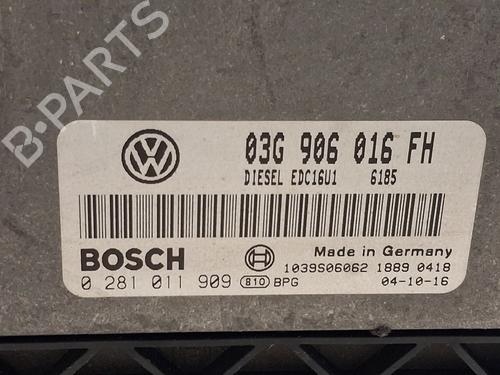 B-PARTS
03G 906 016 FH
DIESEL EDC16U1 6185
BOSCH
Made in Germany
0 281 011 909 810 BPG
1039S06062 1889 0418
04-10-16